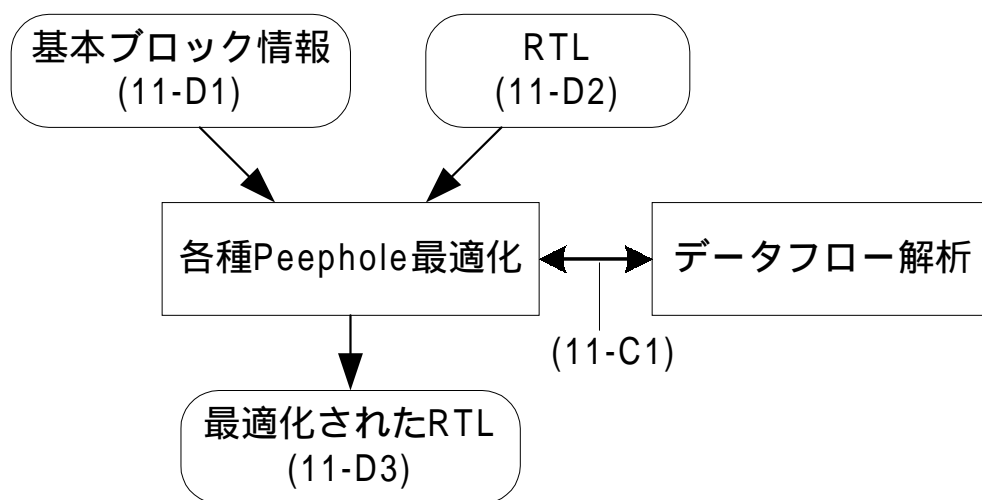 基本ブロック情報
(11-D1)
RTL
(11-D2)
各種Peephole最適化
データフロー解析
(11-C1)
最適化されたRTL
(11-D3)